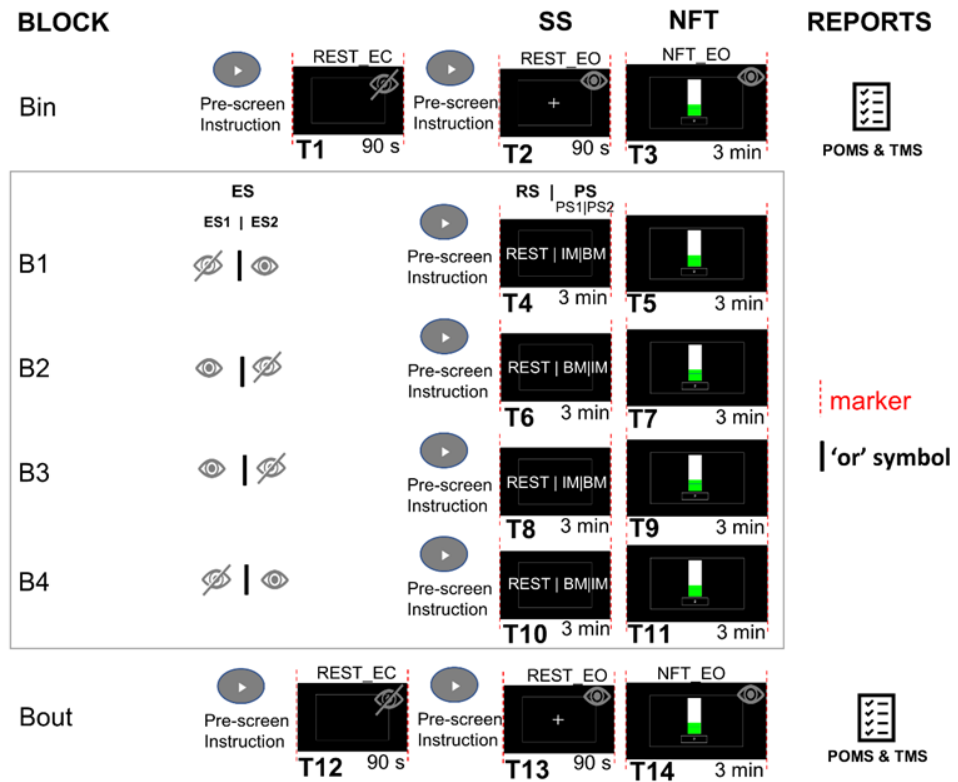 BLOCK SS NFT REPORTS
REST_EC REST_EO NFT_EO
Bin
Pre-screen Instruction
T1 90 s
Pre-screen Instruction
T2 90 s
T3 3 min
POMS & TMS
ES
ES1 | ES2
RS | PS
PS1|PS2
B1
Pre-screen Instruction
REST | IM|BM
T4 3 min
T5 3 min
B2
Pre-screen Instruction
REST | BM|IM
T6 3 min
T7 3 min
marker
'or' symbol
B3
Pre-screen Instruction
REST | IM|BM
T8 3 min
T9 3 min
B4
Pre-screen Instruction
REST | BM|IM
T10 3 min
T11 3 min
REST_EC REST_EO NFT_EO
Bout
Pre-screen Instruction
T12 90 s
Pre-screen Instruction
T13 90 s
T14 3 min
POMS & TMS